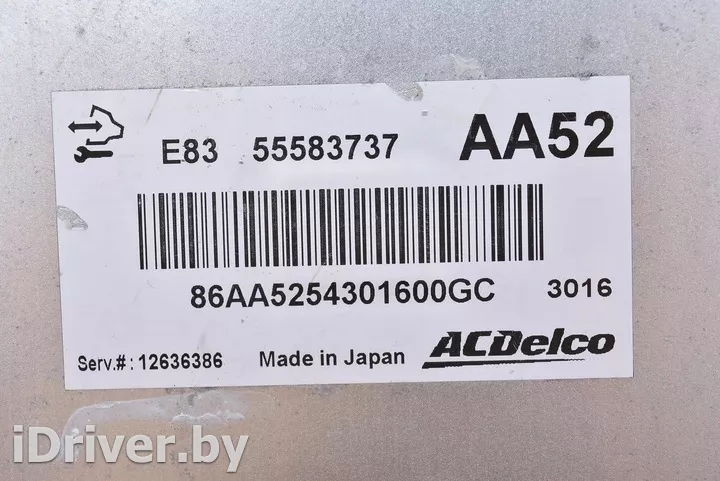 E83 55583737 AA52
86AA5254301600GC 3016
Serv.#: 12636386 Made in Japan ACDelco
iDriver.by